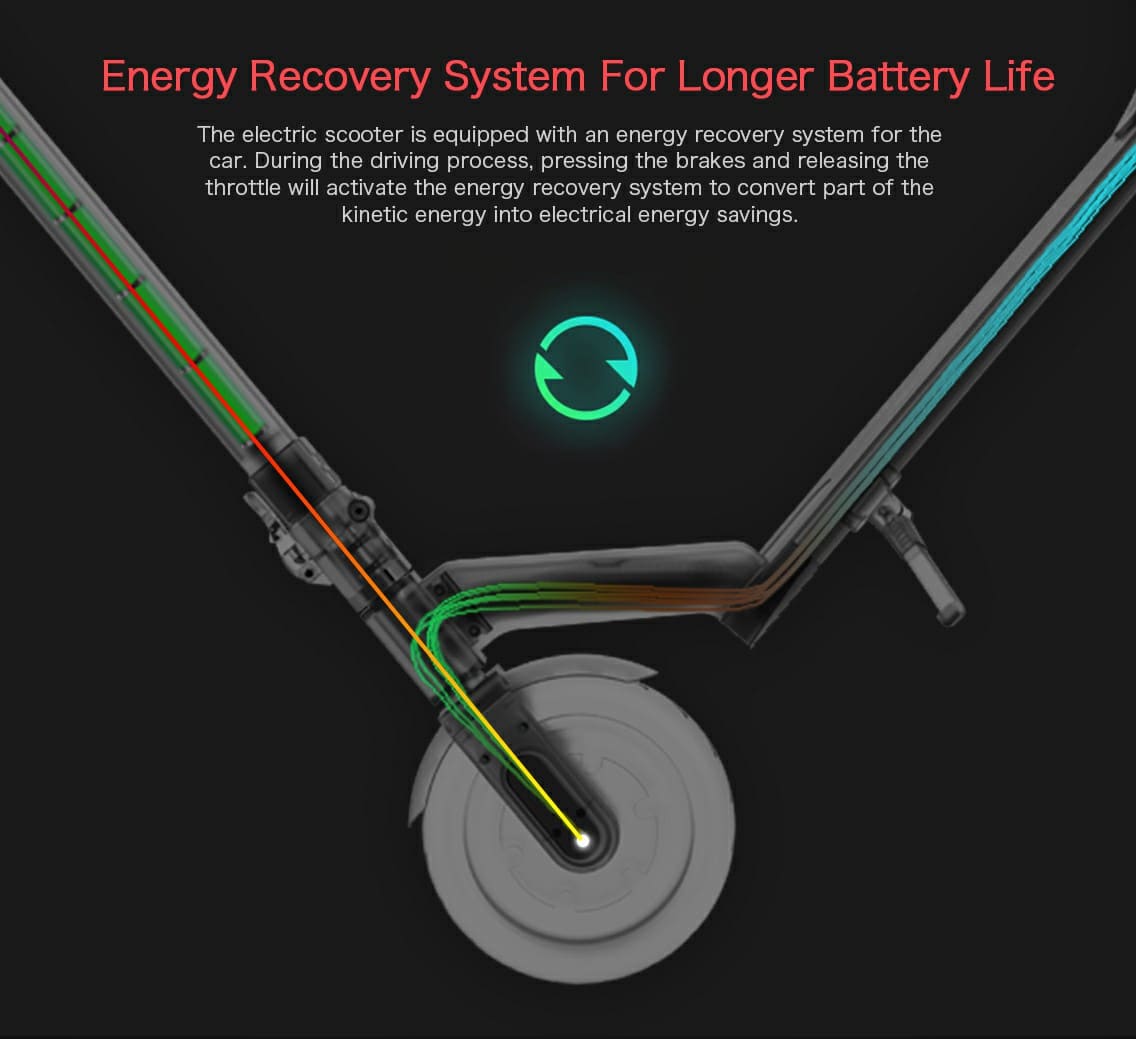 Energy Recovery System For Longer Battery Life
The electric scooter is equipped with an energy recovery system for the
car. During the driving process, pressing the brakes and releasing the
throttle will activate the energy recovery system to convert part of the
kinetic energy into electrical energy savings.